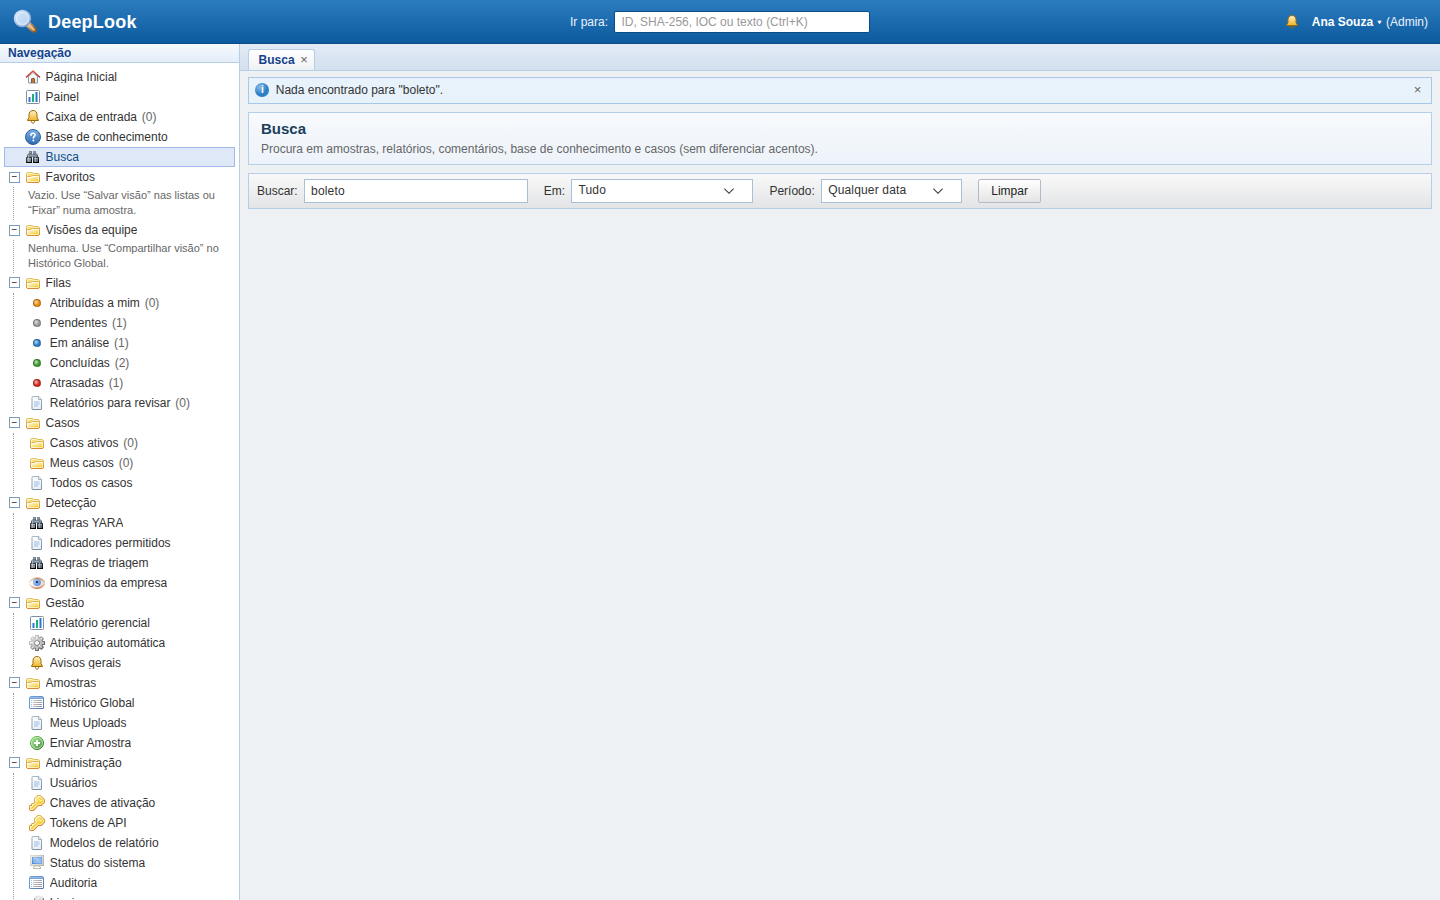 DeepLook
Ir para: ID, SHA-256, IOC ou texto (Ctrl+K)
Ana Souza (Admin)
Navegação
Página Inicial
Painel
Caixa de entrada (0)
Base de conhecimento
Busca
Favoritos
Vazio. Use “Salvar visão” nas listas ou
“Fixar” numa amostra.
Visões da equipe
Nenhuma. Use “Compartilhar visão” no
Histórico Global.
Filas
Atribuídas a mim (0)
Pendentes (1)
Em análise (1)
Concluídas (2)
Atrasadas (1)
Relatórios para revisar (0)
Casos
Casos ativos (0)
Meus casos (0)
Todos os casos
Detecção
Regras YARA
Indicadores permitidos
Regras de triagem
Domínios da empresa
Gestão
Relatório gerencial
Atribuição automática
Avisos gerais
Amostras
Histórico Global
Meus Uploads
Enviar Amostra
Administração
Usuários
Chaves de ativação
Tokens de API
Modelos de relatório
Status do sistema
Auditoria
Busca ×
Nada encontrado para "boleto". ×
Busca
Procura em amostras, relatórios, comentários, base de conhecimento e casos (sem diferenciar acentos).
Buscar: boleto Em: Tudo Período: Qualquer data Limpar